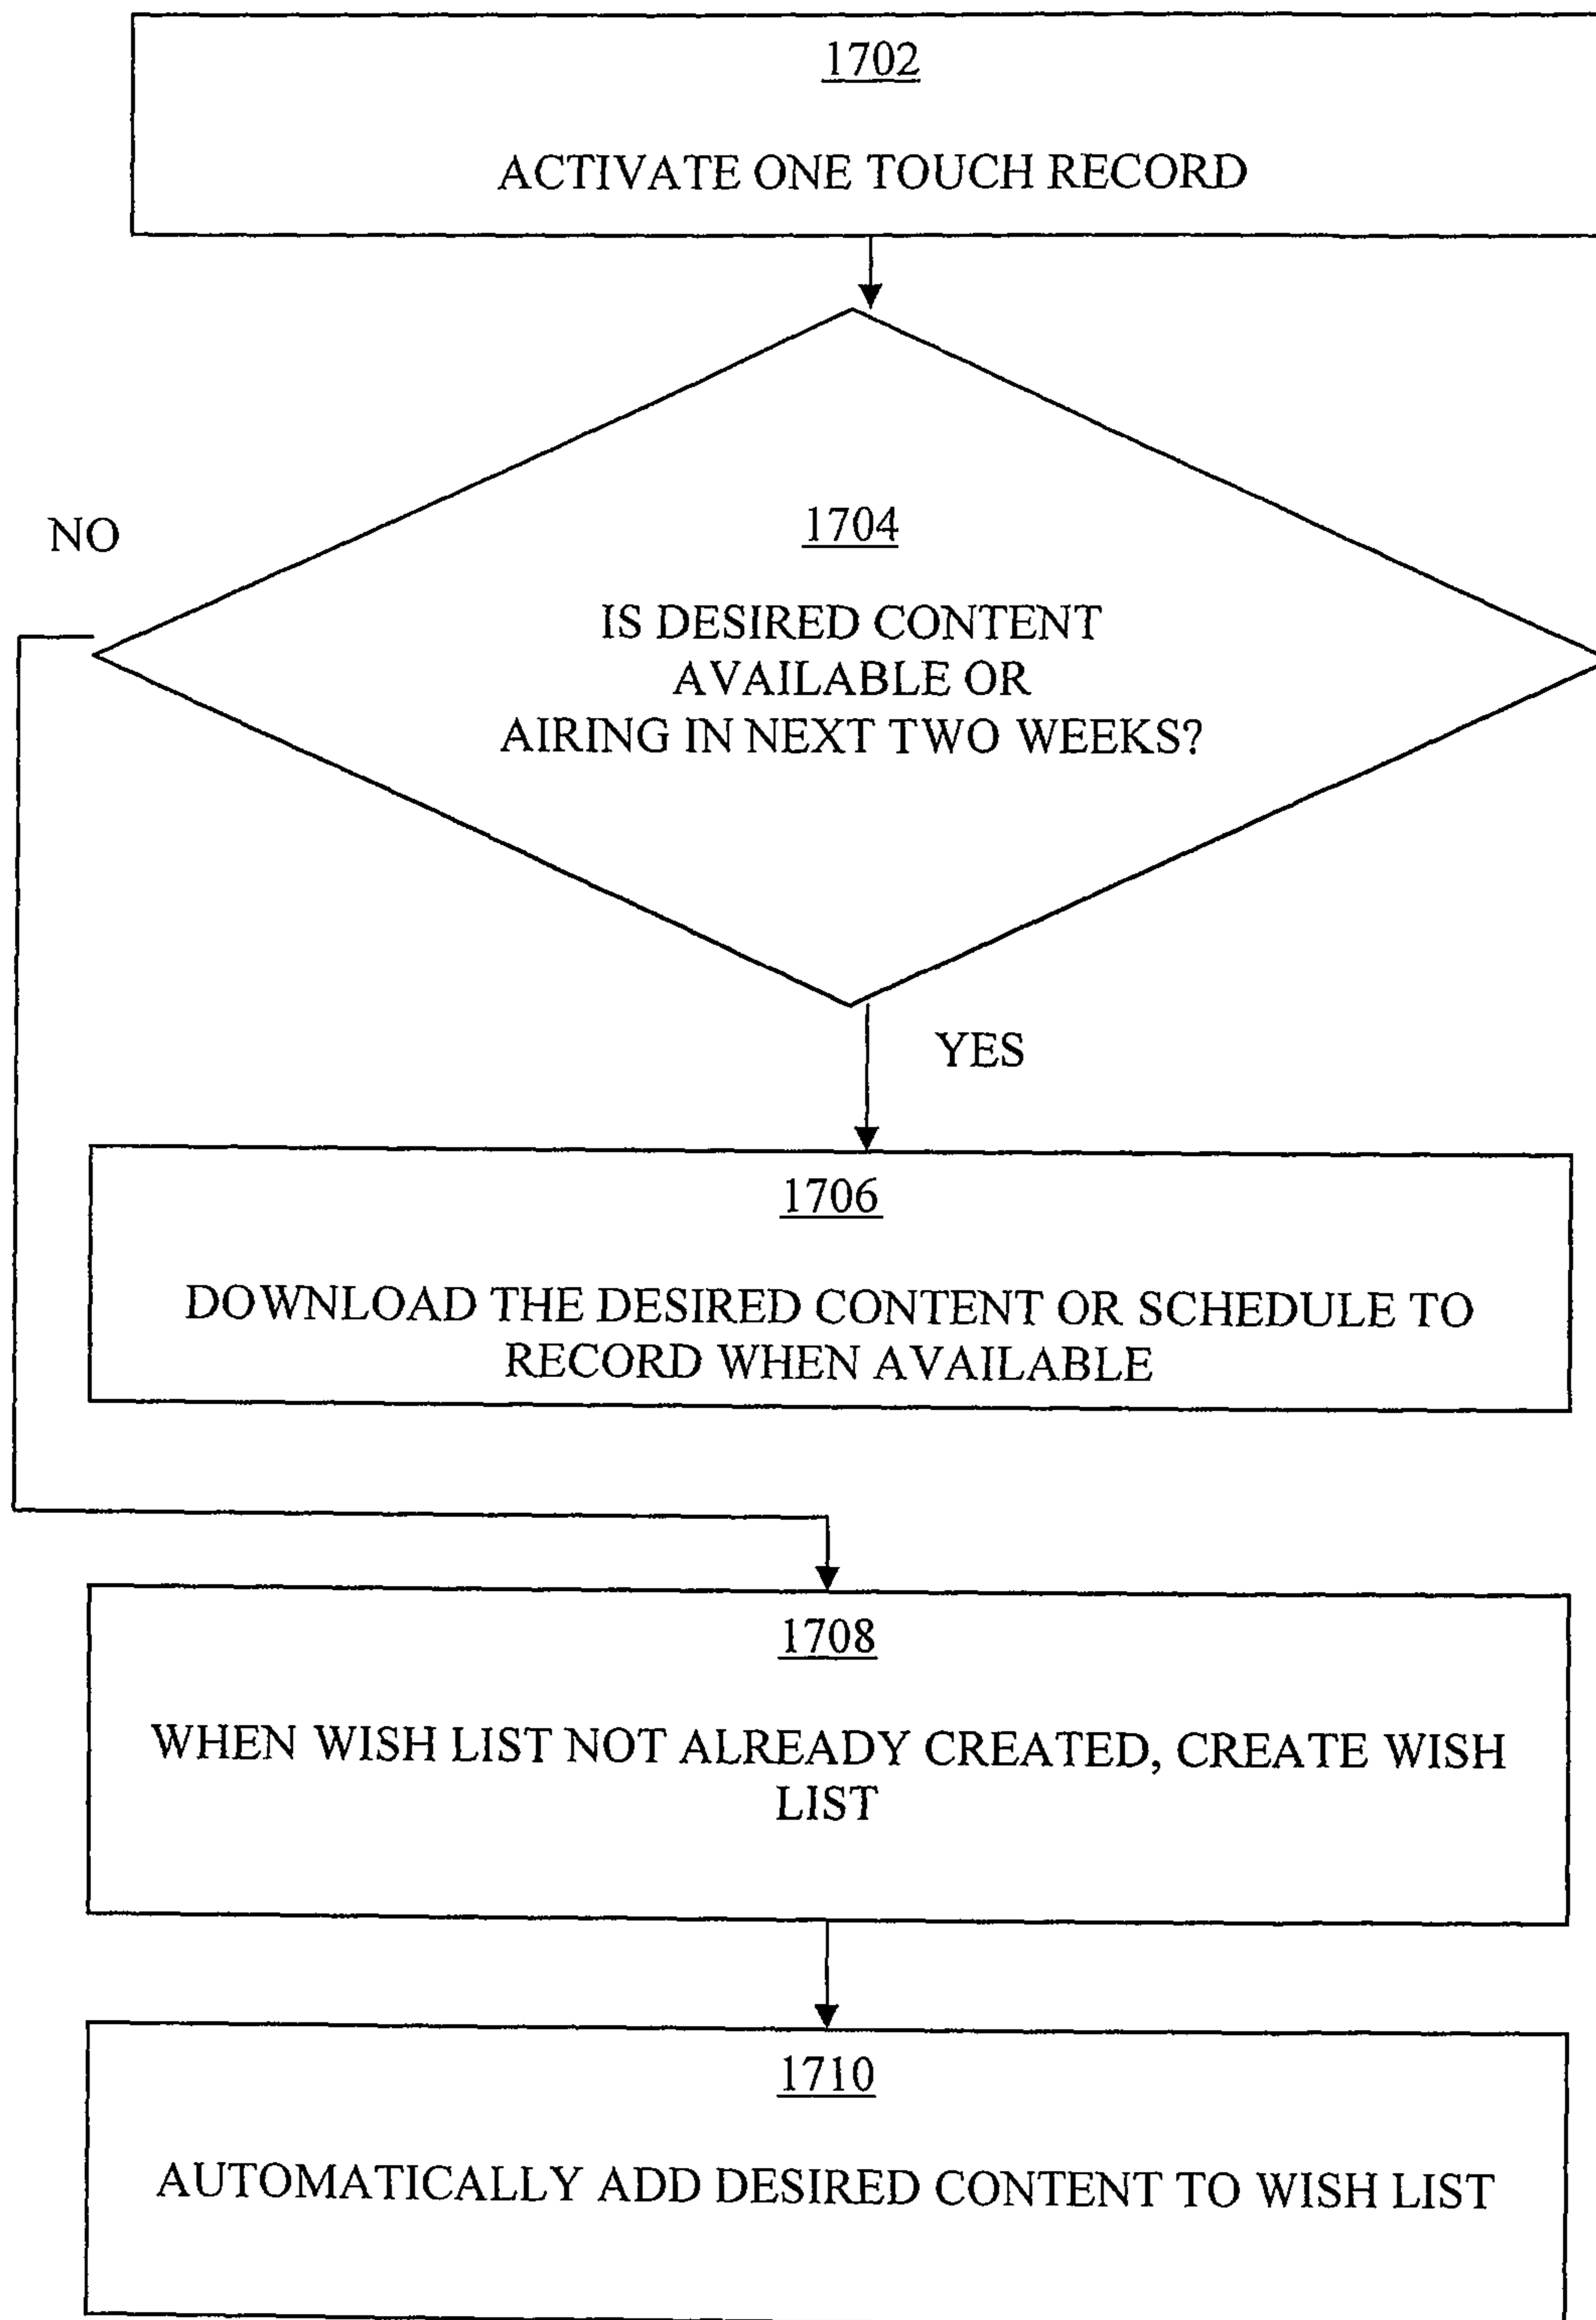 1702
ACTIVATE ONE TOUCH RECORD
NO
1704
IS DESIRED CONTENT
AVAILABLE OR
AIRING IN NEXT TWO WEEKS?
YES
1706
DOWNLOAD THE DESIRED CONTENT OR SCHEDULE TO
RECORD WHEN AVAILABLE
1708
WHEN WISH LIST NOT ALREADY CREATED, CREATE WISH
LIST
1710
AUTOMATICALLY ADD DESIRED CONTENT TO WISH LIST